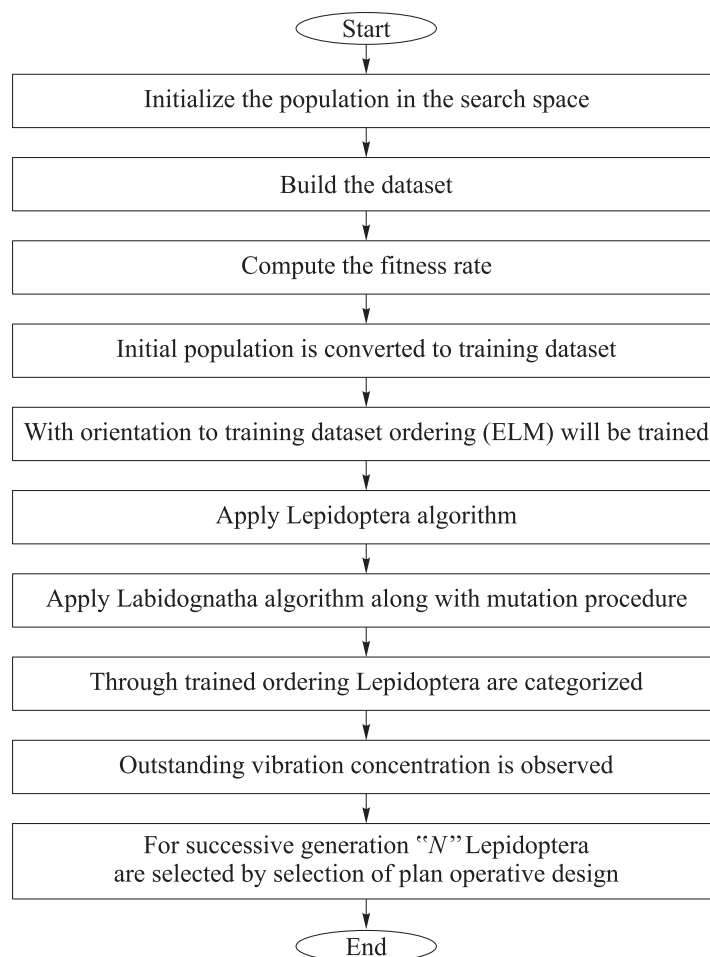 Start
Initialize the population in the search space
Build the dataset
Compute the fitness rate
Initial population is converted to training dataset
With orientation to training dataset ordering (ELM) will be trained
Apply Lepidoptera algorithm
Apply Labidognatha algorithm along with mutation procedure
Through trained ordering Lepidoptera are categorized
Outstanding vibration concentration is observed
For successive generation “N” Lepidoptera
are selected by selection of plan operative design
End